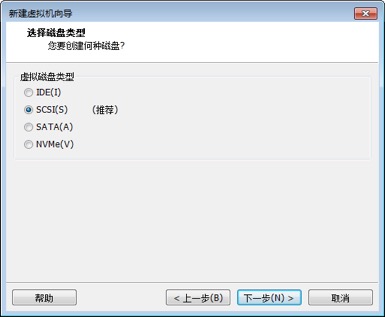 新建虚拟机向导
选择磁盘类型
您要创建何种磁盘?
虚拟磁盘类型
IDE(I)
SCSI(S) （推荐）
SATA(A)
NVMe(V)
帮助 < 上一步(B) 下一步(N) > 取消